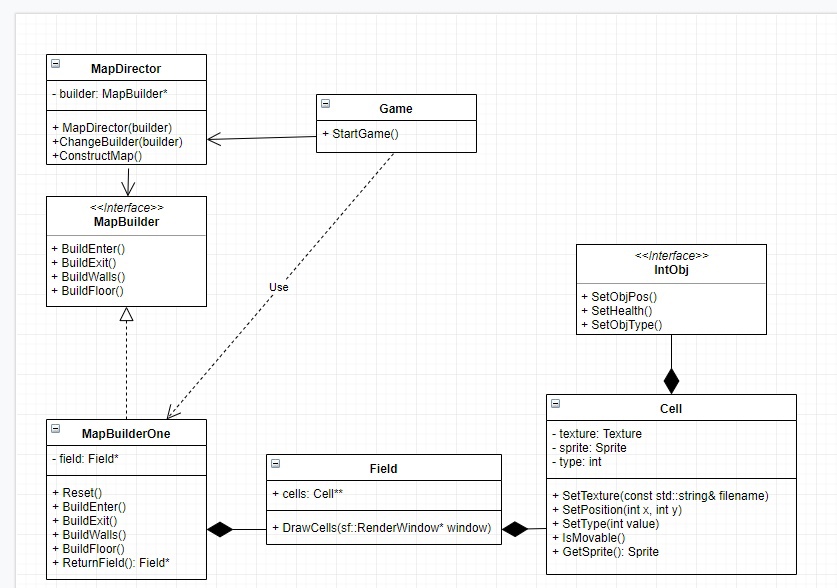 MapDirector
- builder: MapBuilder*
+ MapDirector(builder)
+ChangeBuilder(builder)
+ConstructMap()
Game
+ StartGame()
<<Interface>>
MapBuilder
+ BuildEnter()
+ BuildExit()
+ BuildWalls()
+ BuildFloor()
Use
<<Interface>>
IntObj
+ SetObjPos()
+ SetHealth()
+ SetObjType()
MapBuilderOne
- field: Field*
+ Reset()
+ BuildEnter()
+ BuildExit()
+ BuildWalls()
+ BuildFloor()
+ ReturnField(): Field*
Field
+ cells: Cell**
+ DrawCells(sf::RenderWindow* window)
Cell
- texture: Texture
- sprite: Sprite
- type: int
+ SetTexture(const std::string& filename)
+ SetPosition(int x, int y)
+ SetType(int value)
+ IsMovable()
+ GetSprite(): Sprite